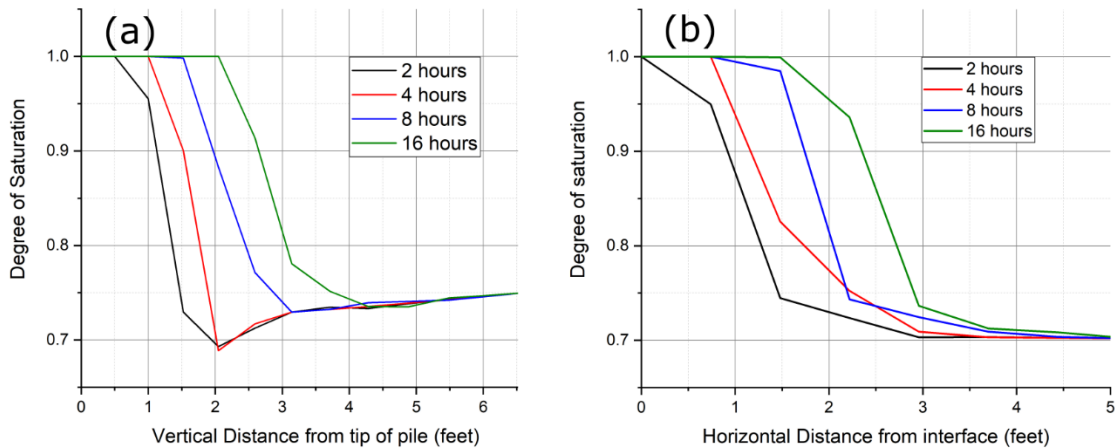 (a)
1.0
0.9
0.8
0.7
Degree of Saturation
2 hours
4 hours
8 hours
16 hours
0 1 2 3 4 5 6
Vertical Distance from tip of pile (feet)
(b)
1.0
0.9
0.8
0.7
Degree of saturation
2 hours
4 hours
8 hours
16 hours
0 1 2 3 4 5
Horizontal Distance from interface (feet)